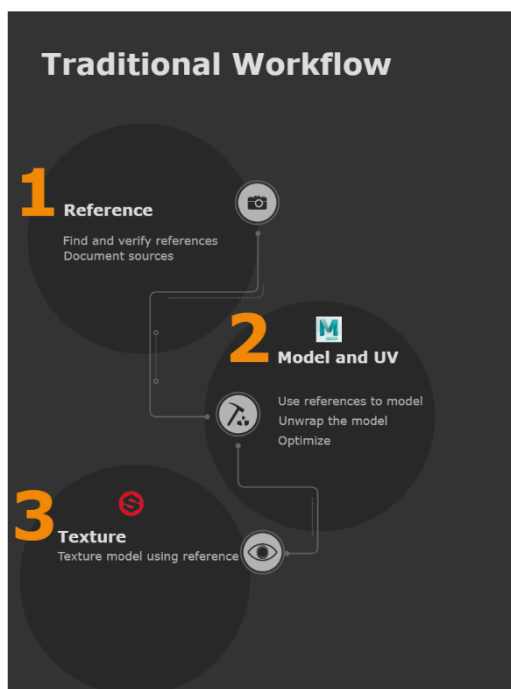 Traditional Workflow
1
Reference
Find and verify references
Document sources
2
M
Model and UV
Use references to model
Unwrap the model
Optimize
3
S
Texture
Texture model using reference